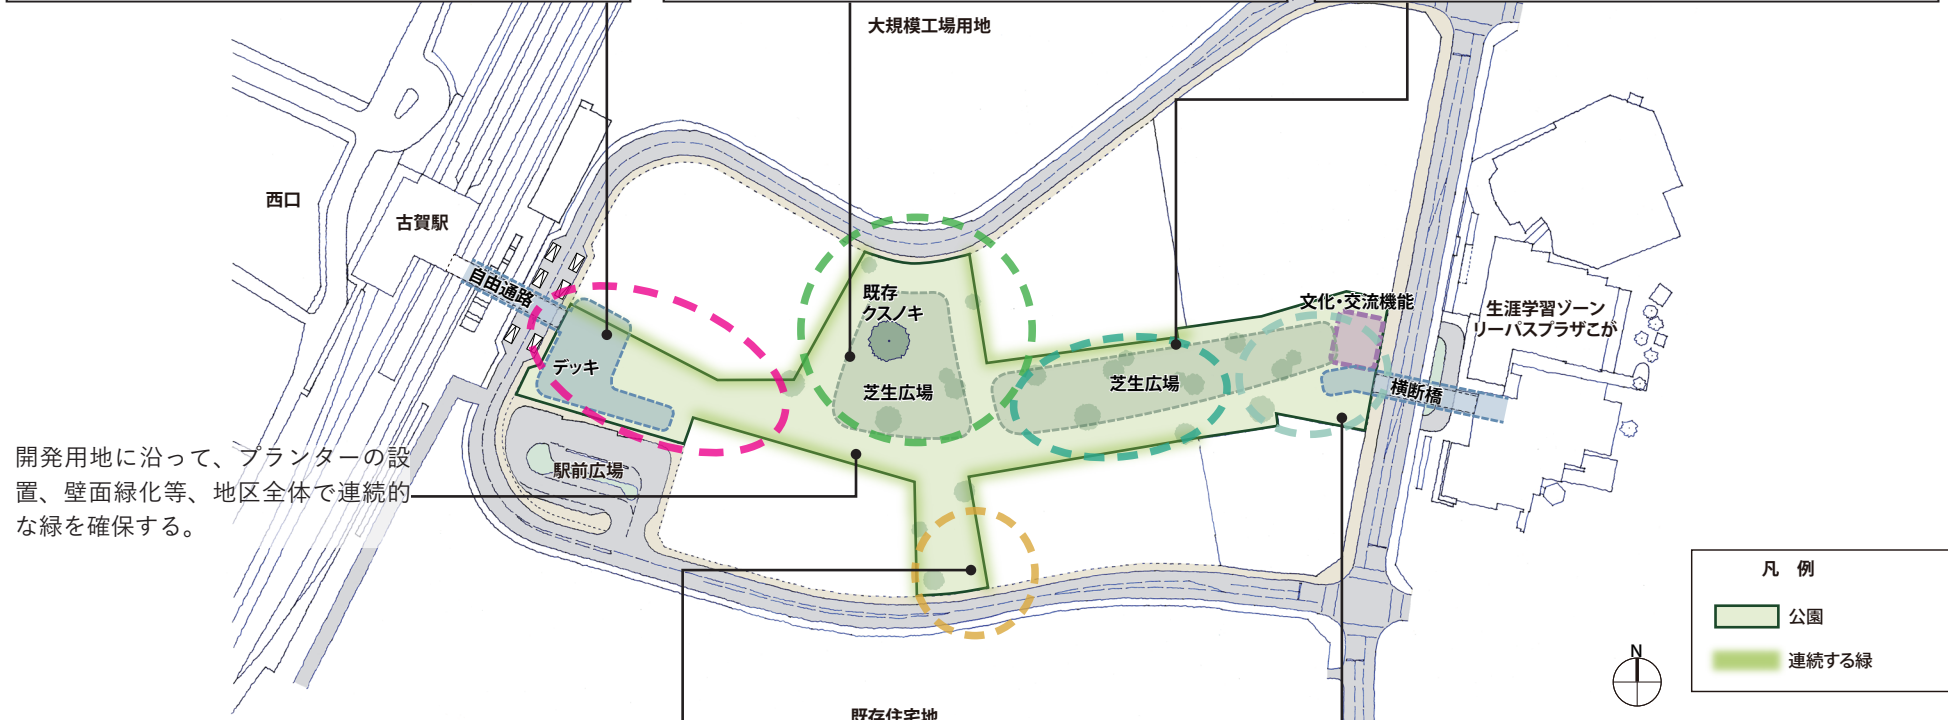 大規模工場用地
西口
古賀駅
自由通路
既存
クスノキ
文化・交流機能
生涯学習ゾーン
リーパスプラザこが
デッキ
芝生広場
芝生広場
横断橋
開発用地に沿って、プランターの設
置、壁面緑化等、地区全体で連続的
な緑を確保する。
駅前広場
凡 例
公園
連続する緑
N
既存住宅地